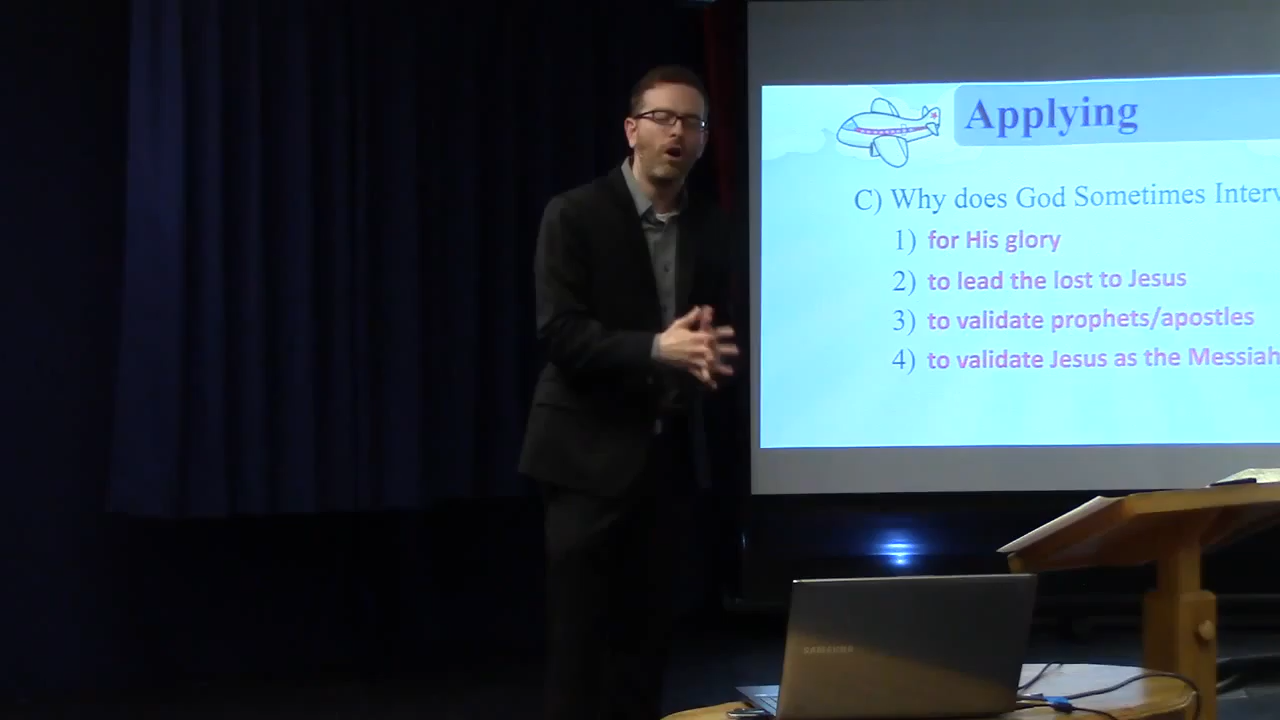 Applying
C) Why does God Sometimes Interv
1) for His glory
2) to lead the lost to Jesus
3) to validate prophets/apostles
4) to validate Jesus as the Messiah
SAMSUNG